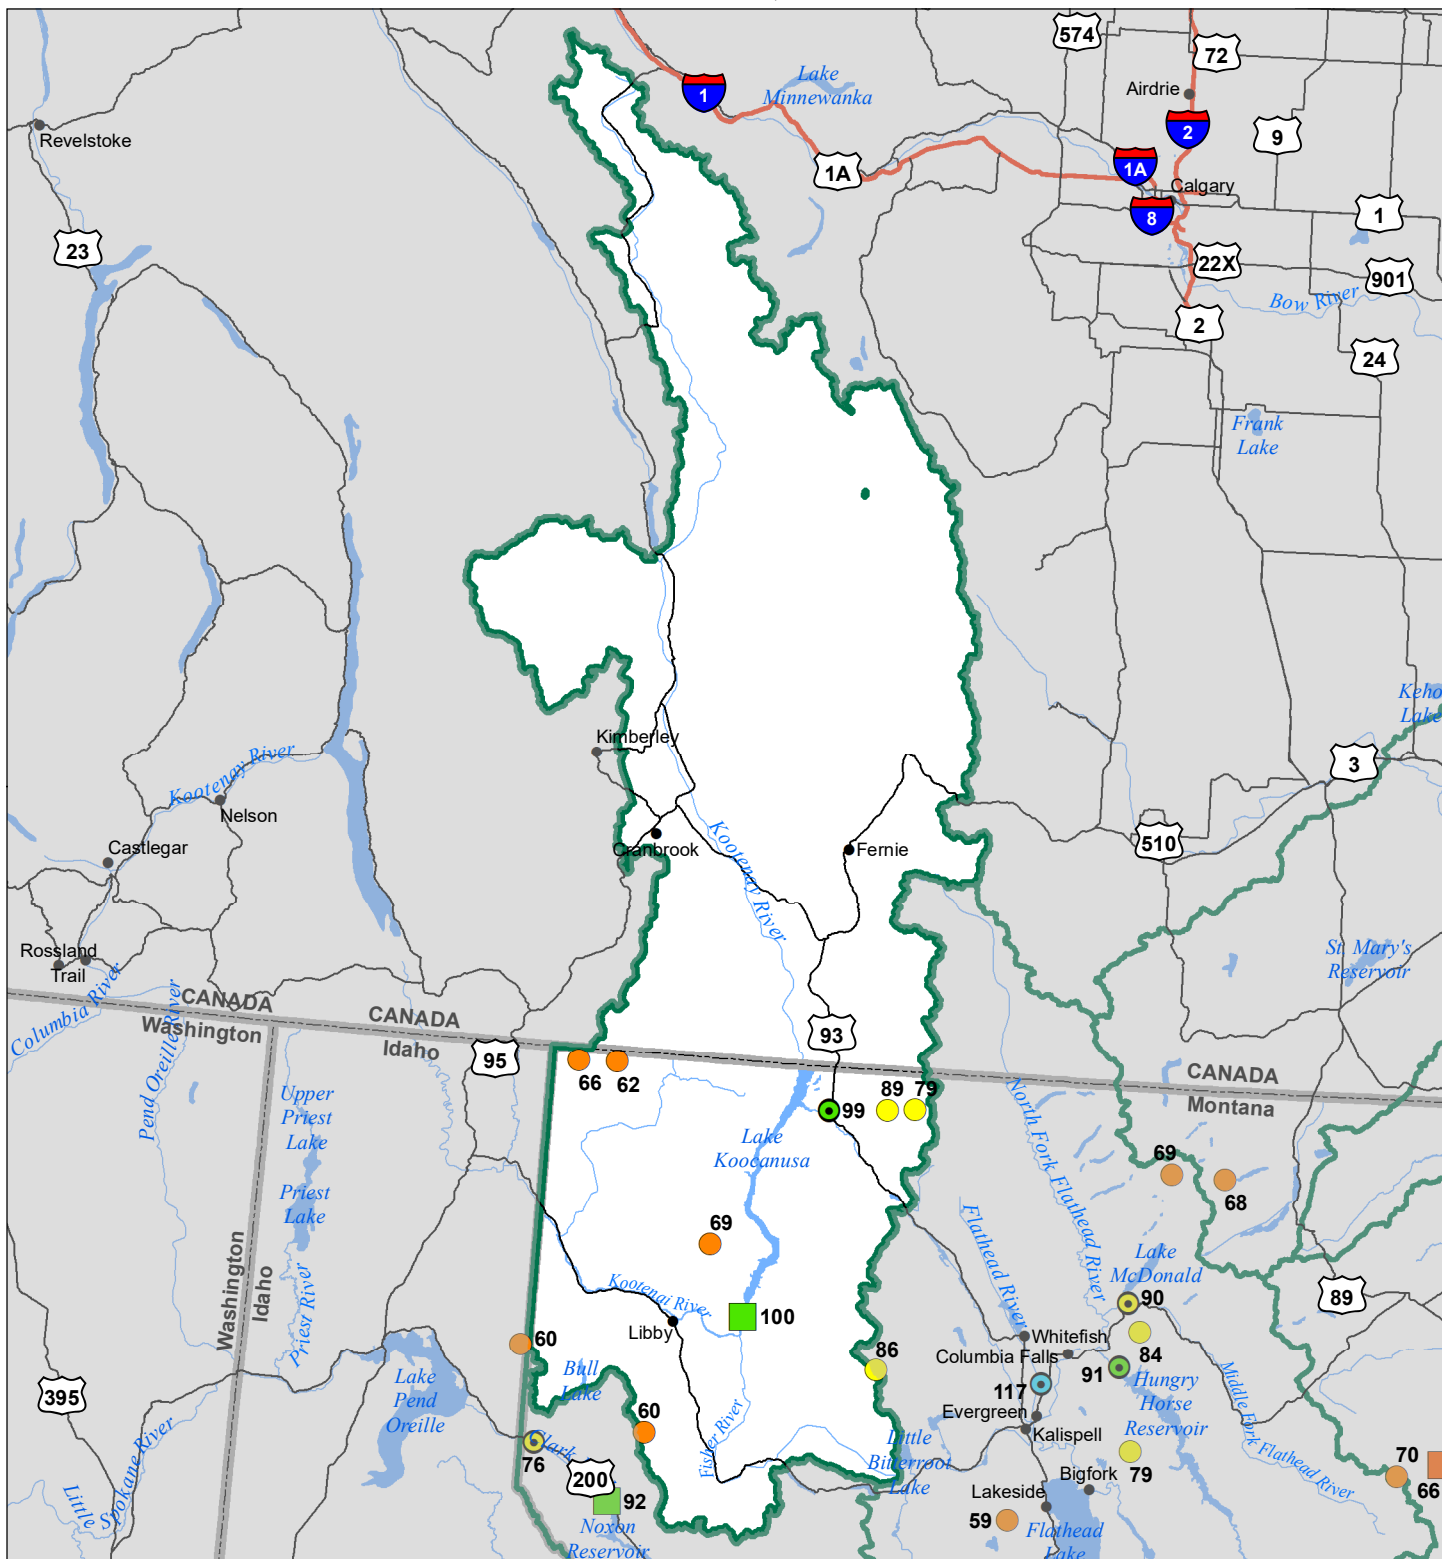 574
72
Lake
Minnewanka
1
Airdrie
2
9
Revelstoke
1A
1A
Calgary
8
1
23
22X
901
Bow River
2
24
Frank
Lake
Keho
Lake
Kimberley
3
Kootenay River
Nelson
Kootenay River
Castlegar
Cranbrook
Fernie
510
Rossland
Trail
St. Mary's
Reservoir
Columbia River
Pend Oreille River
CANADA
Washington
CANADA
Idaho
95
93
66
62
89
79
99
CANADA
Montana
North Fork Flathead River
Upper
Priest
Lake
Priest
Lake
Lake
Koocanusa
69
68
69
Flathead River
Lake
McDonald
Washington
Idaho
Priest River
Kootenai River
100
Libby
90
89
Whitefish
84
Columbia Falls
91
60
Bull
Lake
86
117
Hungry
Horse
Reservoir
Middle Fork Flathead River
395
Lake
Pend
Oreille
Evergreen
Kalispell
60
Fisher River
Clark
76
200
92
Noxon
Reservoir
Little
Bitterroot
Lake
79
Bigfork
Lakeside
59
Flathead
Lake
70
66
Little
Spokane River